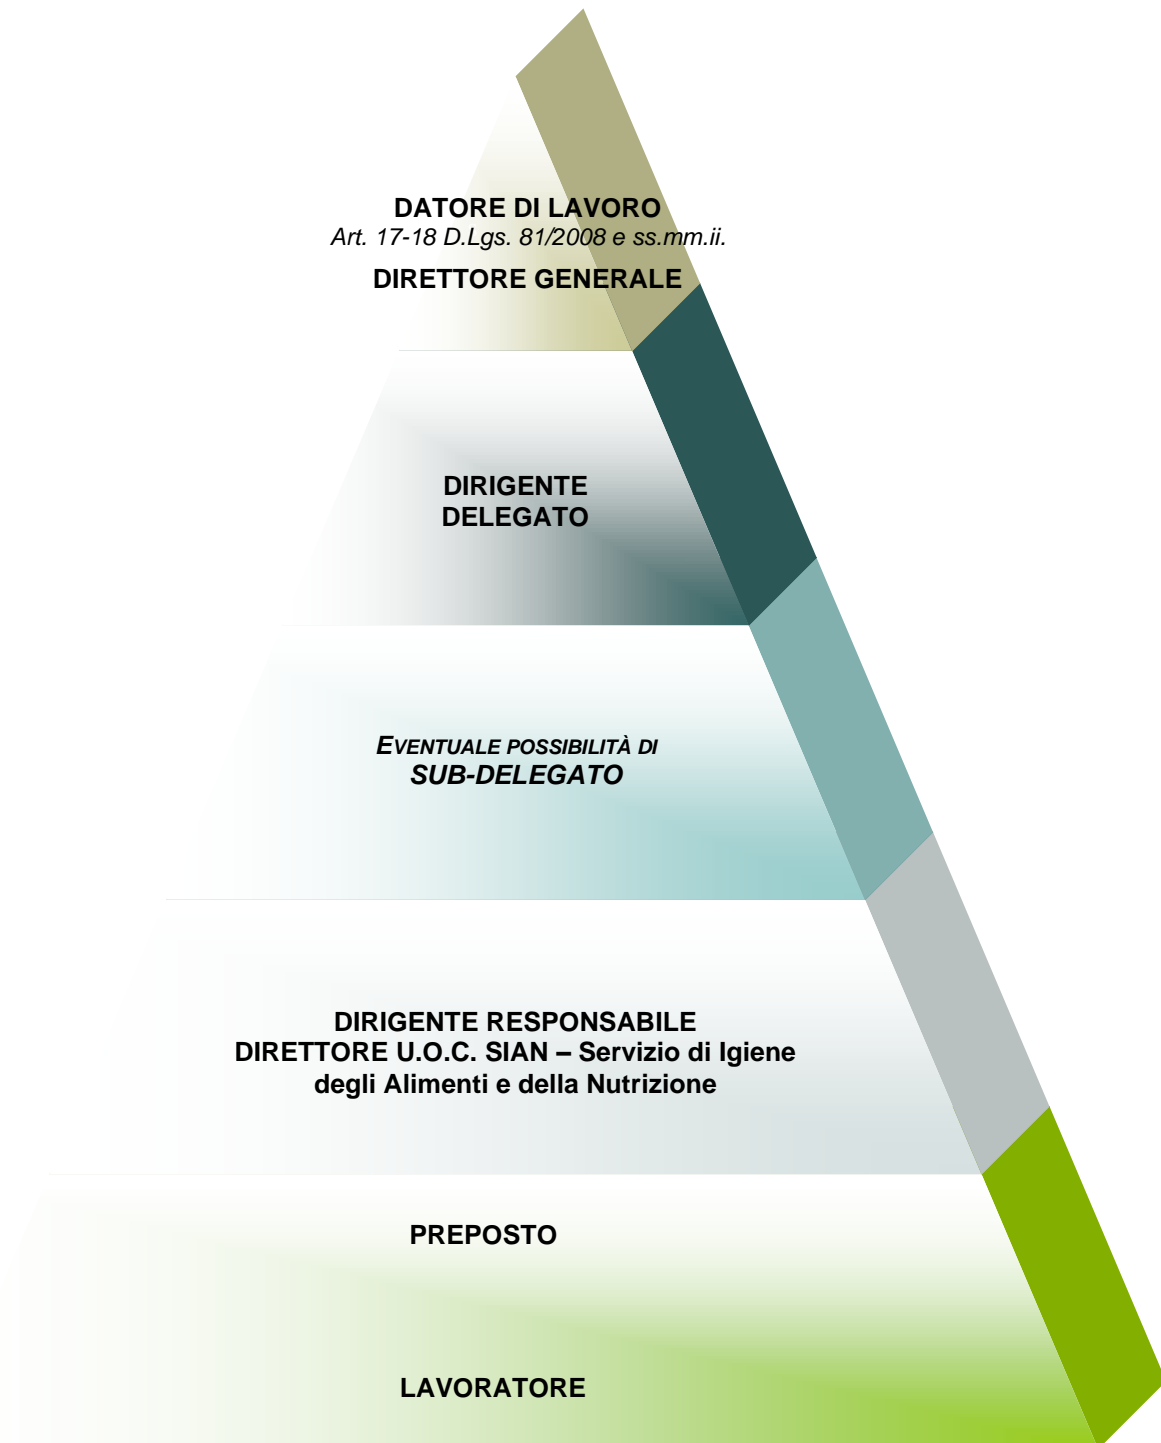 DATORE DI LAVORO
Art. 17-18 D.Lgs. 81/2008 e ss.mm.ii.
DIRETTORE GENERALE
DIRIGENTE
DELEGATO
EVENTUALE POSSIBILITÀ DI
SUB-DELEGATO
DIRIGENTE RESPONSABILE
DIRETTORE U.O.C. SIAN – Servizio di Igiene
degli Alimenti e della Nutrizione
PREPOSTO
LAVORATORE